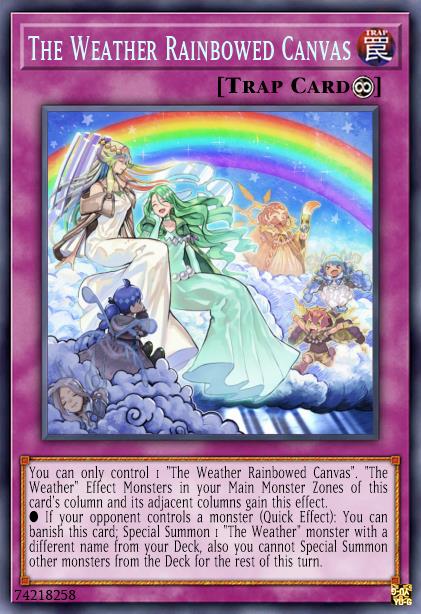 The Weather Rainbowed Canvas
TRAP
罠
[Trap Card]
You can only control 1 "The Weather Rainbowed Canvas". "The
Weather" Effect Monsters in your Main Monster Zones of this
card's column and its adjacent columns gain this effect.
● If your opponent controls a monster (Quick Effect): You can
banish this card; Special Summon 1 "The Weather" monster with a
different name from your Deck, also you cannot Special Summon
other monsters from the Deck for the rest of this turn.
74218258